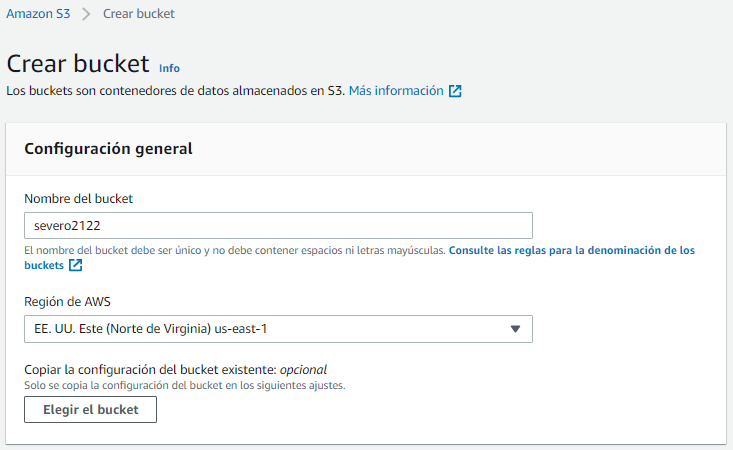 Amazon S3 > Crear bucket
Crear bucket Info
Los buckets son contenedores de datos almacenados en S3. Más información
Configuración general
Nombre del bucket
severo2122
El nombre del bucket debe ser único y no debe contener espacios ni letras mayúsculas. Consulte las reglas para la denominación de los
buckets
Región de AWS
EE. UU. Este (Norte de Virginia) us-east-1
Copiar la configuración del bucket existente: opcional
Solo se copia la configuración del bucket en los siguientes ajustes.
Elegir el bucket